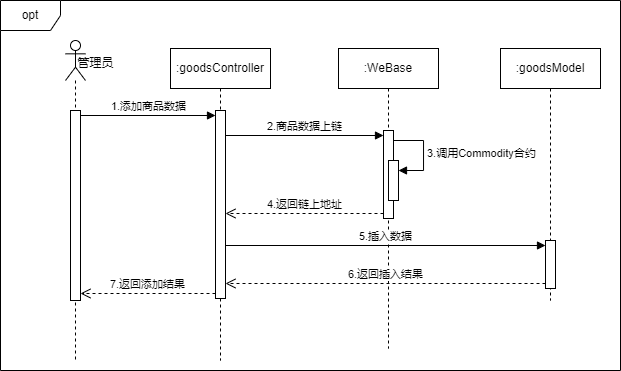 opt
管理员
:goodsController
:WeBase
:goodsModel
1.添加商品数据
2.商品数据上链
3.调用Commodity合约
4.返回链上地址
5.插入数据
6.返回插入结果
7.返回添加结果